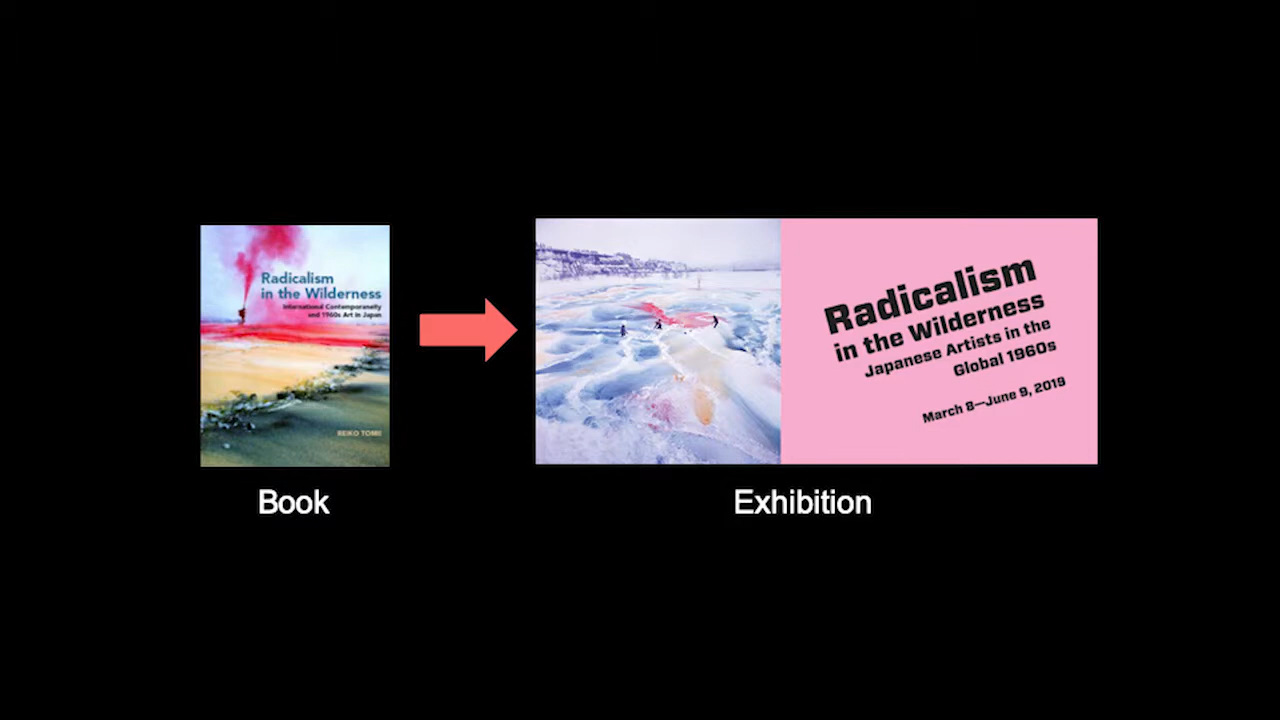 Radicalism
in the Wilderness
International Contemporaneity
and 1960s Art in Japan
REIKO TOMII
Book
Radicalism
in the Wilderness
Japanese Artists in the
Global 1960s
March 8—June 9, 2019
Exhibition